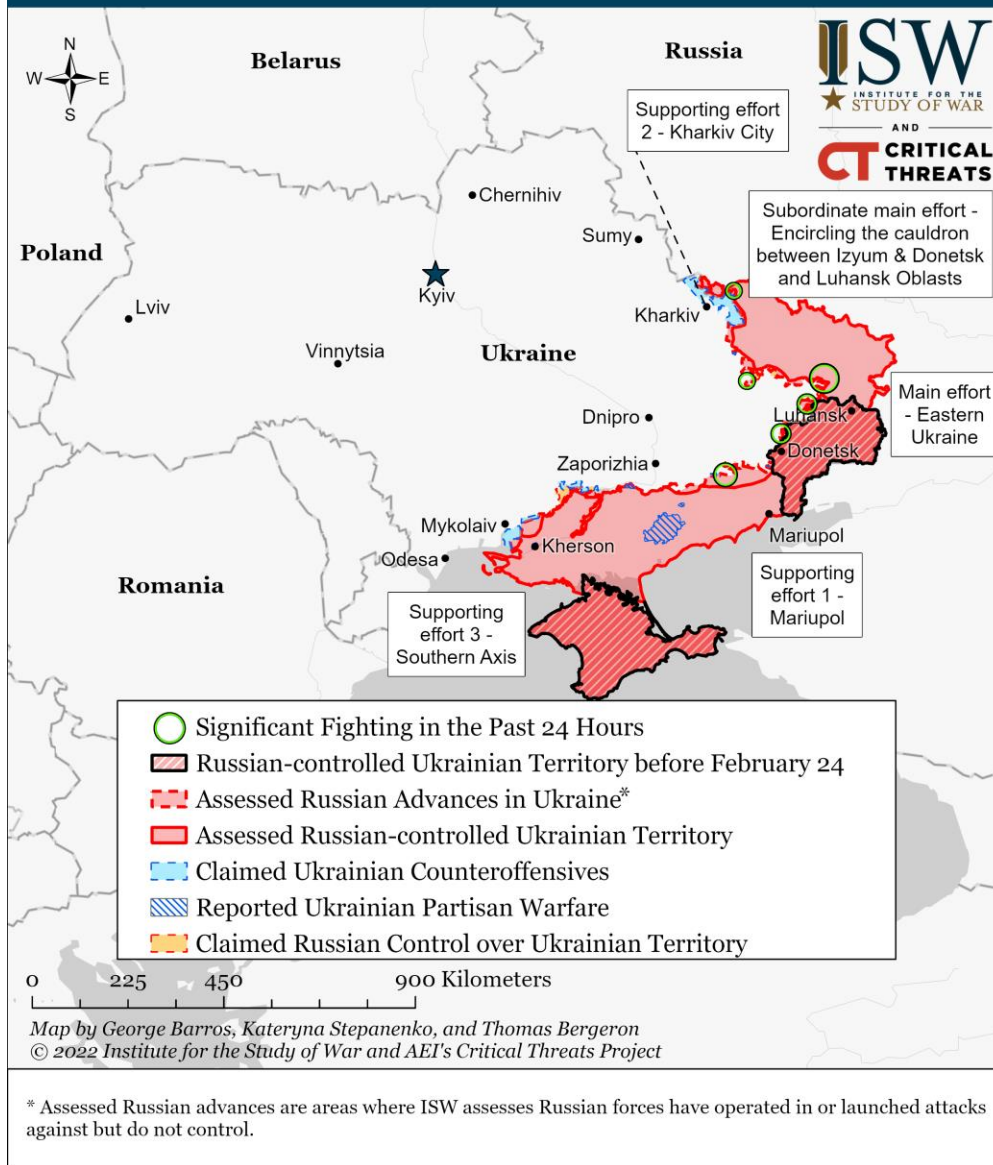 N
W
E
S
Belarus
Russia
ISW
INSTITUTE FOR THE
STUDY OF WAR
AND
CT CRITICAL
THREATS
Supporting effort
2 - Kharkiv City
Chernihiv
Subordinate main effort -
Encircling the cauldron
between Izyum & Donetsk
and Luhansk Oblasts
Sumy
Poland
Kyiv
Lviv
Kharkiv
Vinnytsia
Ukraine
Main effort
- Eastern
Ukraine
Dnipro
Luhansk
Donetsk
Zaporizhia
Mykolaiv
Mariupol
Odesa
Kherson
Romania
Supporting
effort 1 -
Mariupol
Supporting
effort 3 -
Southern Axis
Significant Fighting in the Past 24 Hours
Russian-controlled Ukrainian Territory before February 24
Assessed Russian Advances in Ukraine*
Assessed Russian-controlled Ukrainian Territory
Claimed Ukrainian Counteroffensives
Reported Ukrainian Partisan Warfare
Claimed Russian Control over Ukrainian Territory
0 225 450 900 Kilometers
Map by George Barros, Kateryna Stepanenko, and Thomas Bergeron
© 2022 Institute for the Study of War and AEI's Critical Threats Project
* Assessed Russian advances are areas where ISW assesses Russian forces have operated in or launched attacks
against but do not control.